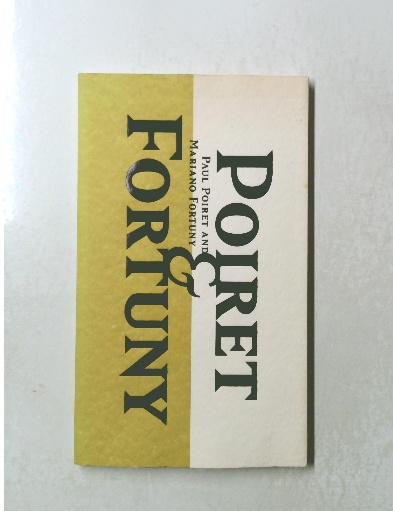 POIRET
PAUL POIRET AND
MARIANO FORTUNY
&
FORTUNY